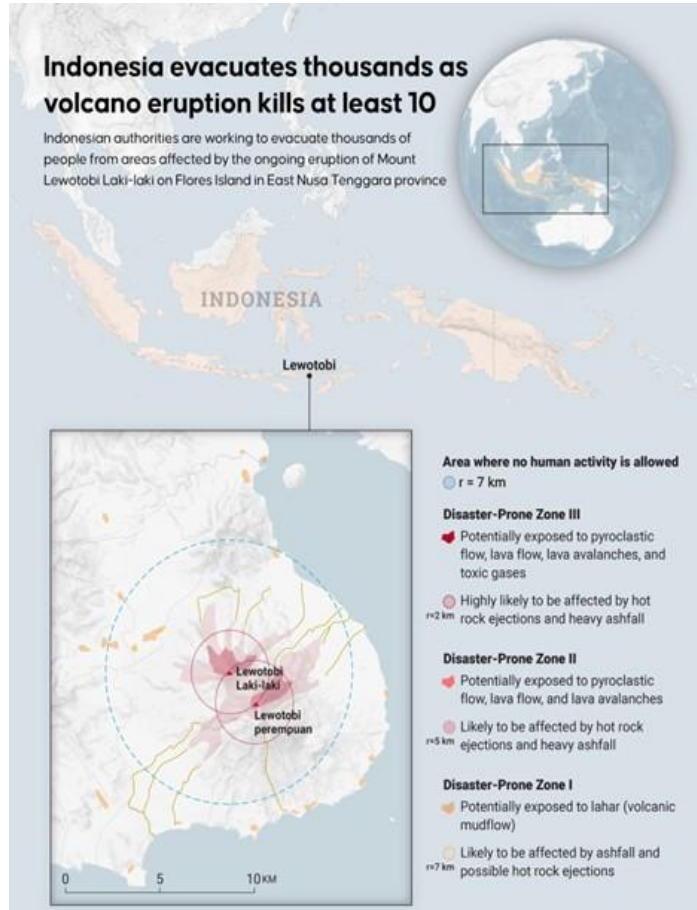 Indonesia evacuates thousands as
volcano eruption kills at least 10
Indonesian authorities are working to evacuate thousands of
people from areas affected by the ongoing eruption of Mount
Lewotobi Laki-laki on Flores Island in East Nusa Tenggara province
INDONESIA
Lewotobi
Lewotobi
Laki-laki
Lewotobi
perempuan
0 5 10 KM
Area where no human activity is allowed
r = 7 km
Disaster-Prone Zone III
Potentially exposed to pyroclastic
flow, lava flow, lava avalanches, and
toxic gases
Highly likely to be affected by hot
r=2 km rock ejections and heavy ashfall
Disaster-Prone Zone II
Potentially exposed to pyroclastic
flow, lava flow, and lava avalanches
Likely to be affected by hot rock
r=5 km ejections and heavy ashfall
Disaster-Prone Zone I
Potentially exposed to lahar (volcanic
mudflow)
Likely to be affected by ashfall and
r=7 km possible hot rock ejections